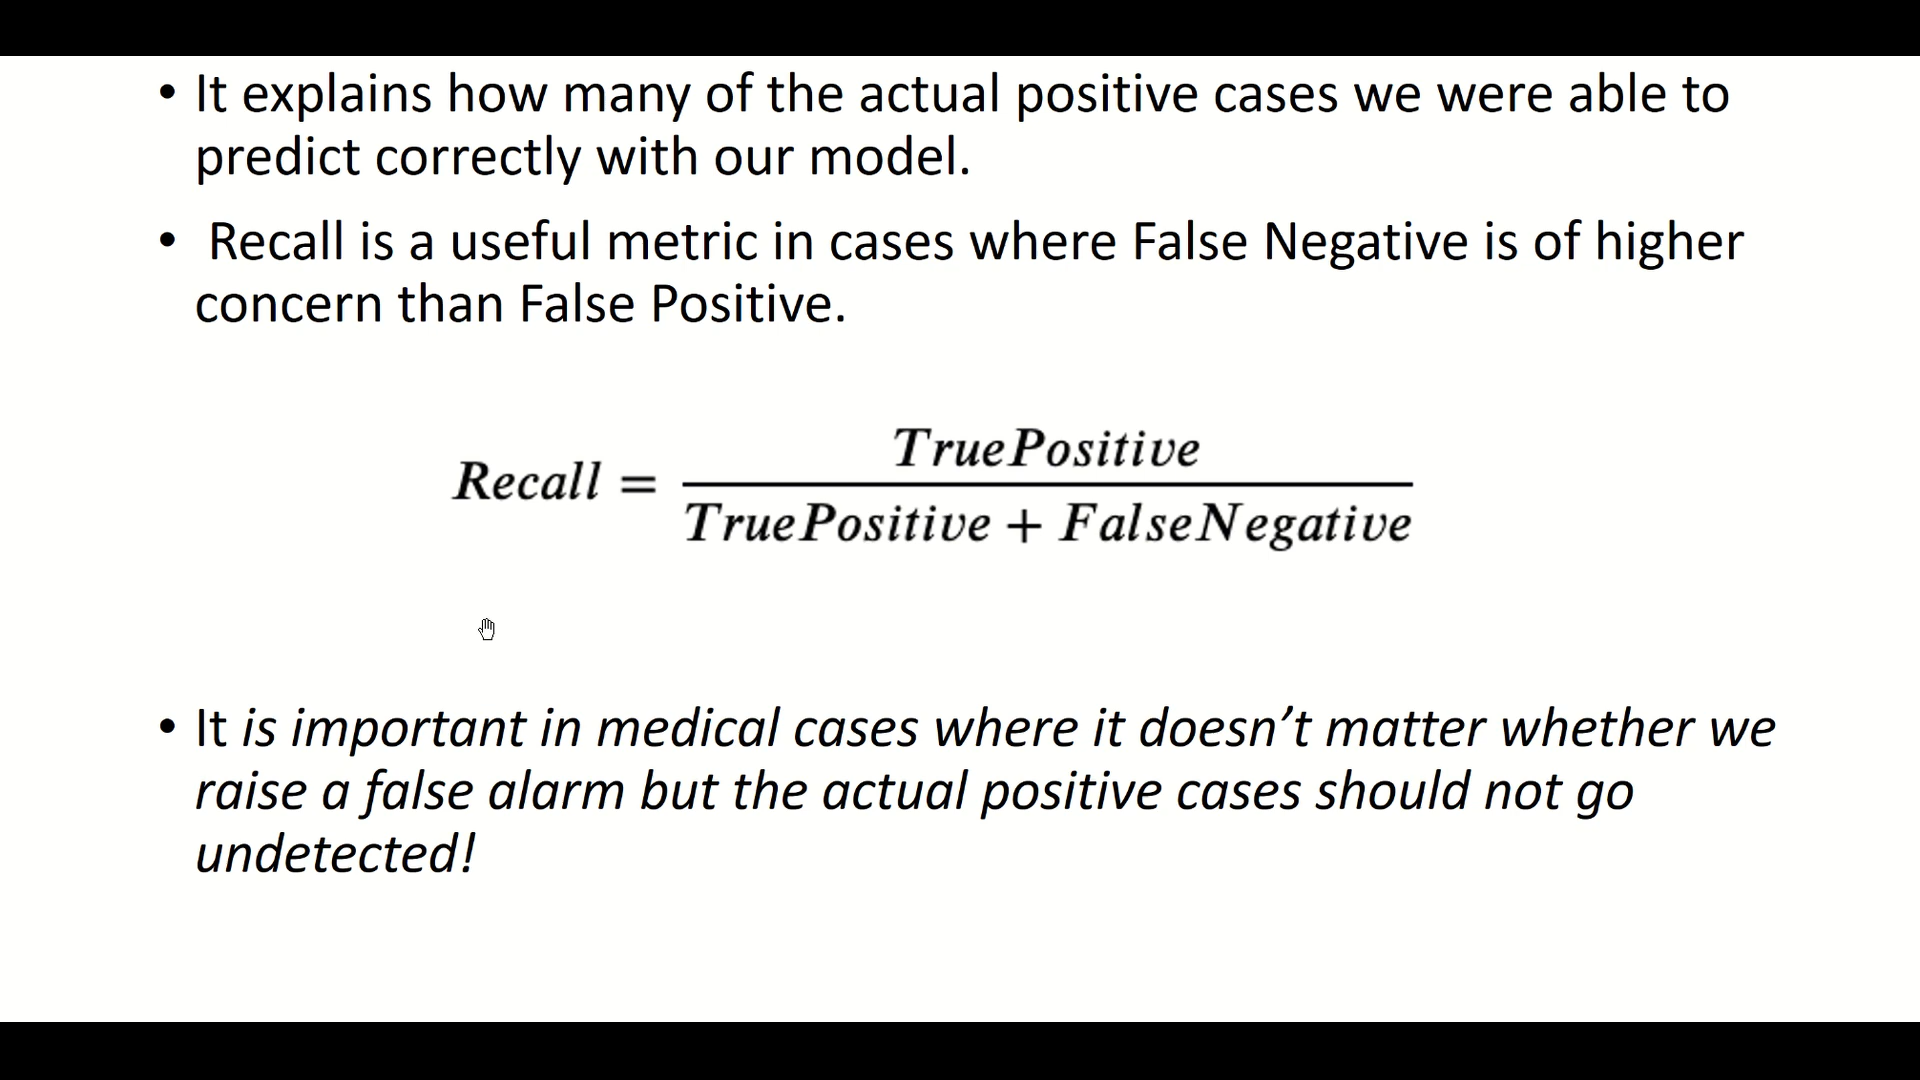 • It explains how many of the actual positive cases we were able to
predict correctly with our model.
• Recall is a useful metric in cases where False Negative is of higher
concern than False Positive.
Recall = TruePositive / TruePositive + FalseNegative
• It is important in medical cases where it doesn’t matter whether we
raise a false alarm but the actual positive cases should not go
undetected!